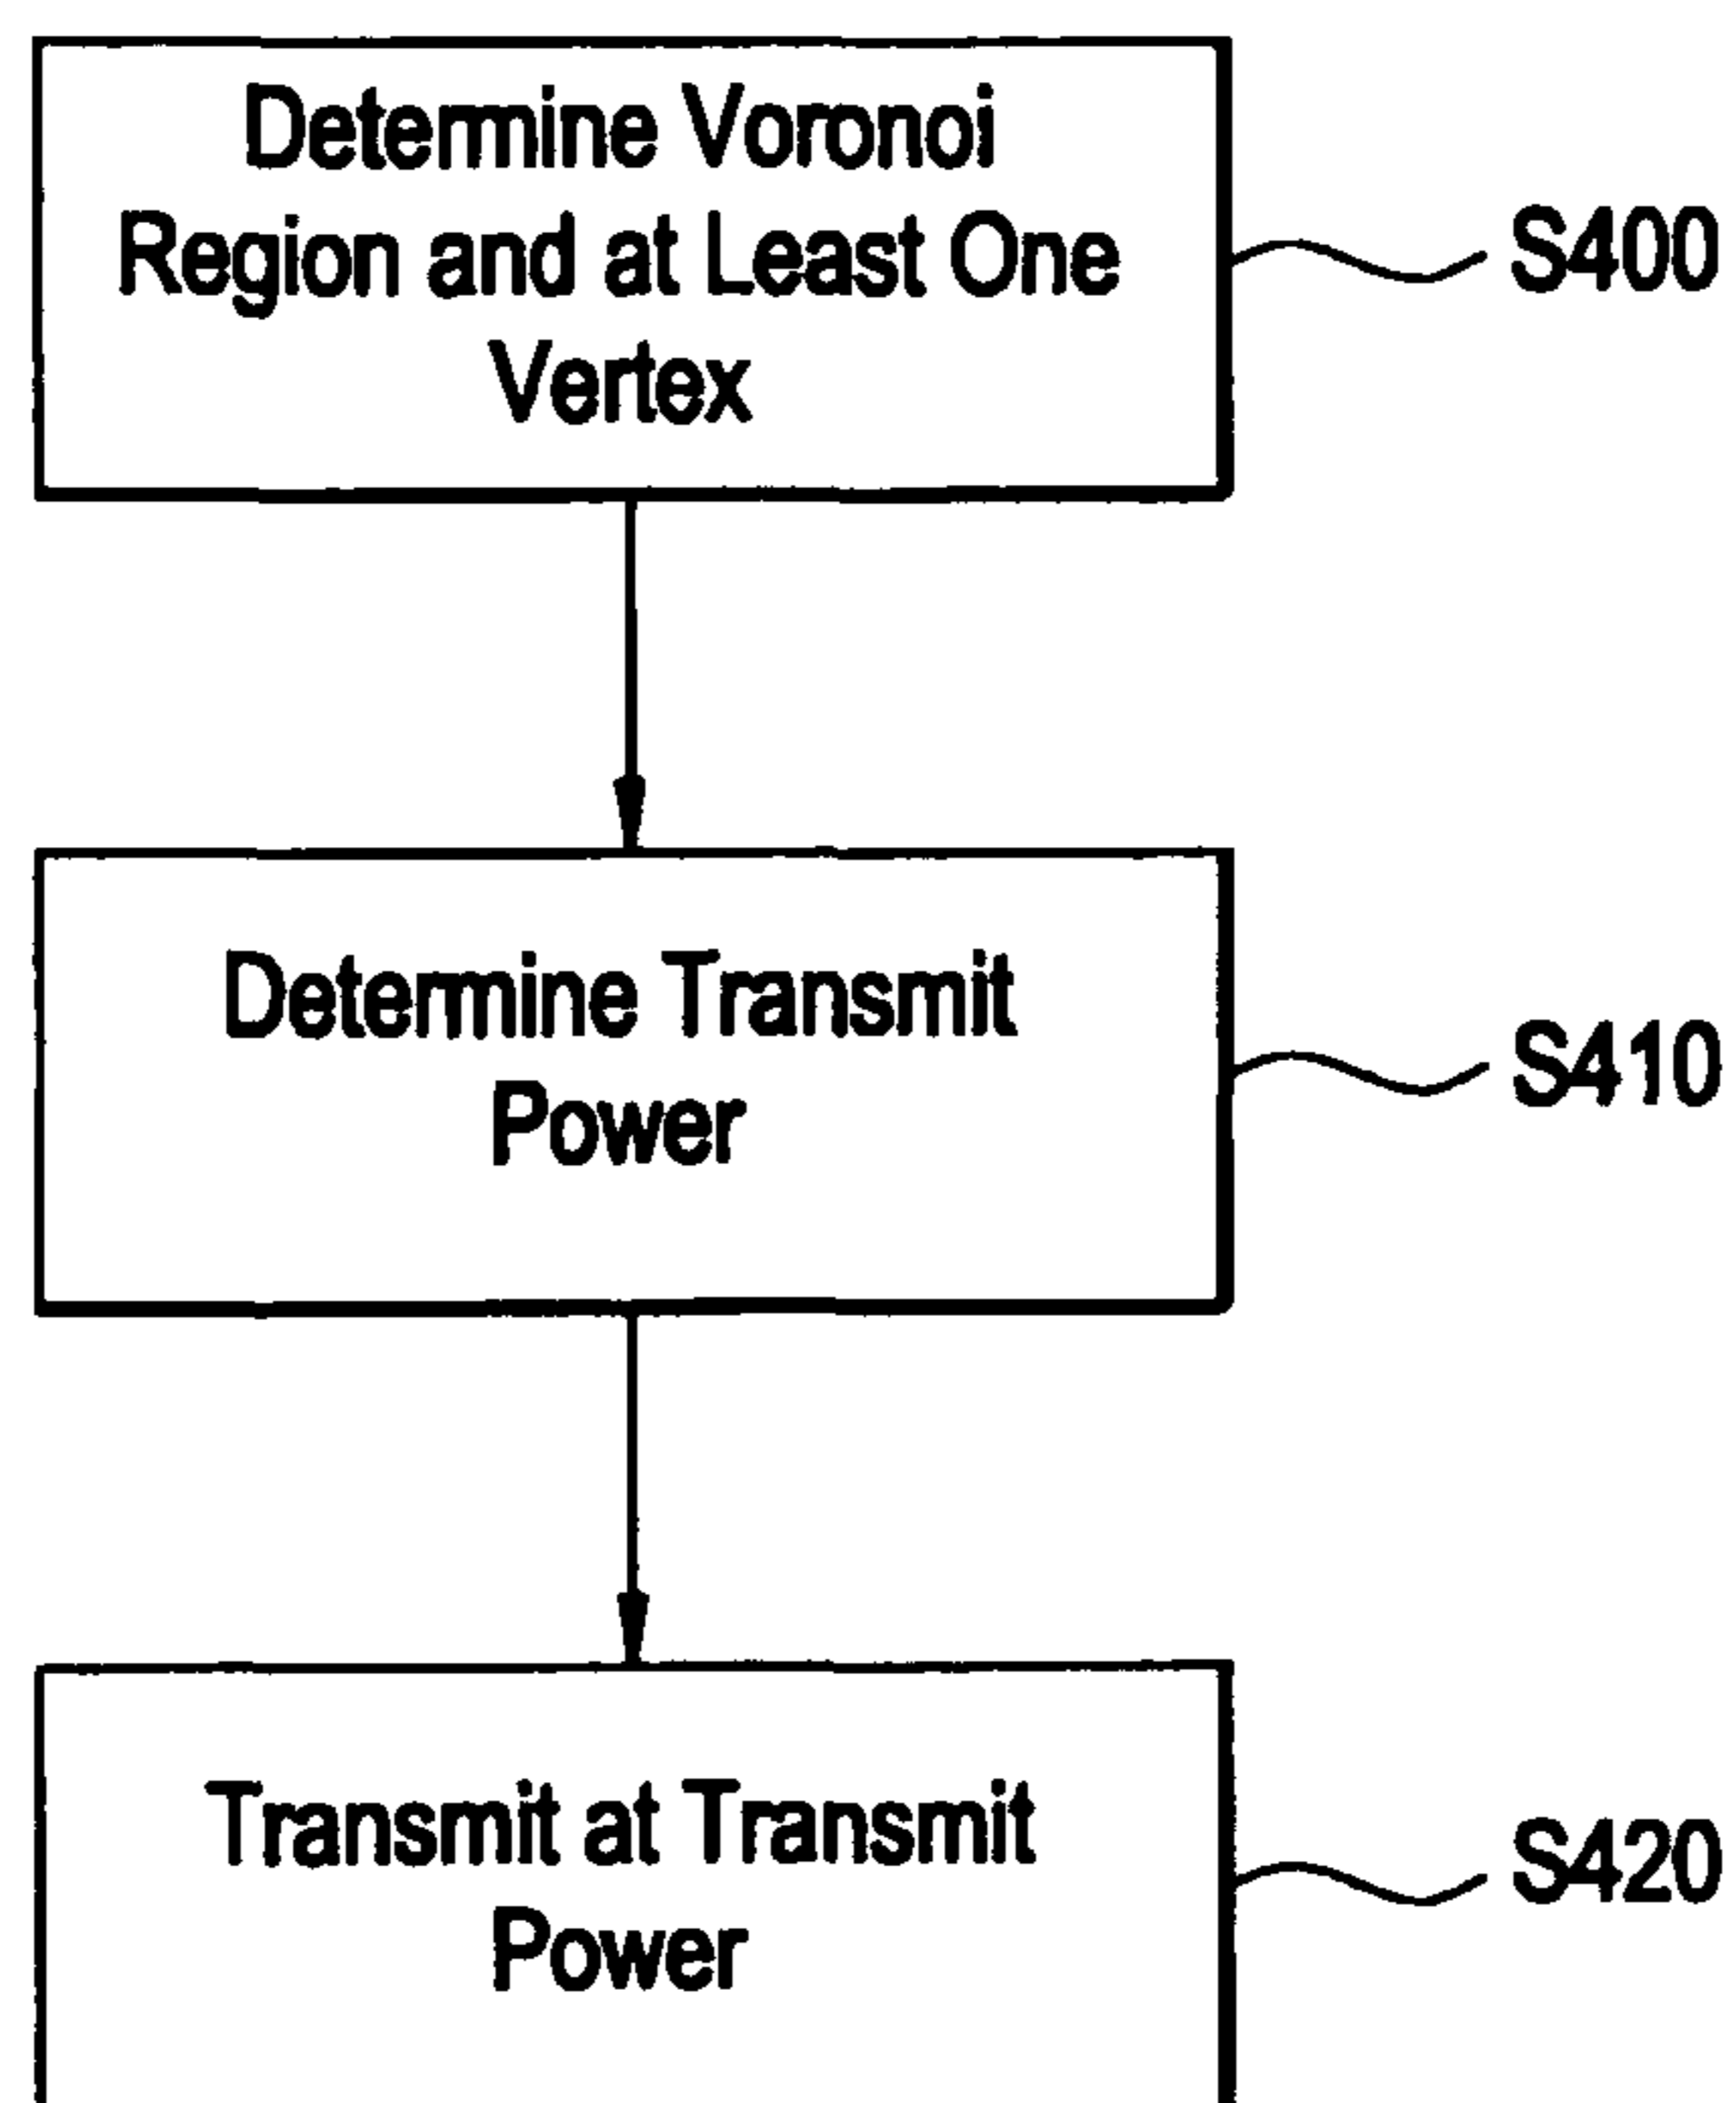 Determine Voronoi
Region and at Least One
Vertex
S400
Determine Transmit
Power
S410
Transmit at Transmit
Power
S420